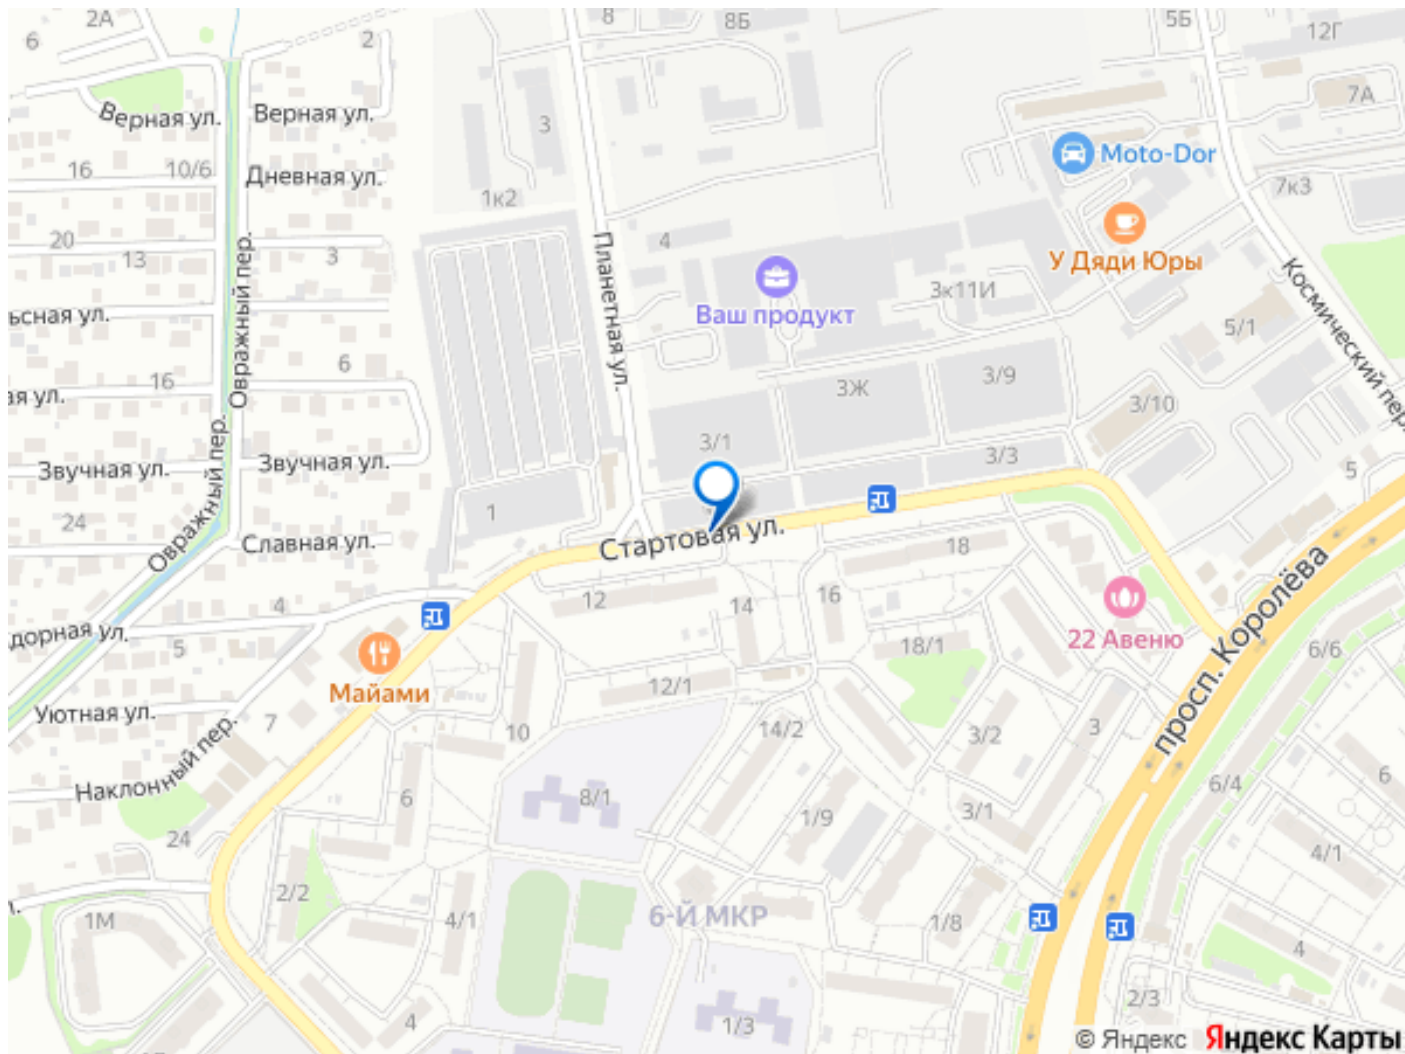 2А
6
2
8
8Б
5Б
12Г
7А
Верная ул.
Верная ул.
3
Moto-Dor
16
10/6
Дневная ул.
1к2
7к3
20
13
3
4
У Дяди Юры
Овражный пер.
Планетная ул.
Космический пер.
Ваш продукт
3к11И
5/1
ьсная ул.
6
16
3Ж
3/9
3/10
ая ул.
3/1
3/3
5
Звучная ул.
Звучная ул.
Овражный пер.
24
1
Стартовая ул.
Славная ул.
18
4
12
14
16
22 Авеню
просп. Королёва
дорная ул.
5
18/1
6/6
Майами
12/1
Уютная ул.
7
10
14/2
3/2
3
Наклонный пер.
6
8/1
1/9
3/1
6/4
6
24
4/1
2/2
1М
4/1
6-Й МКР
1/8
4
л.
4
1/3
2/3
© Яндекс Яндекс Карты